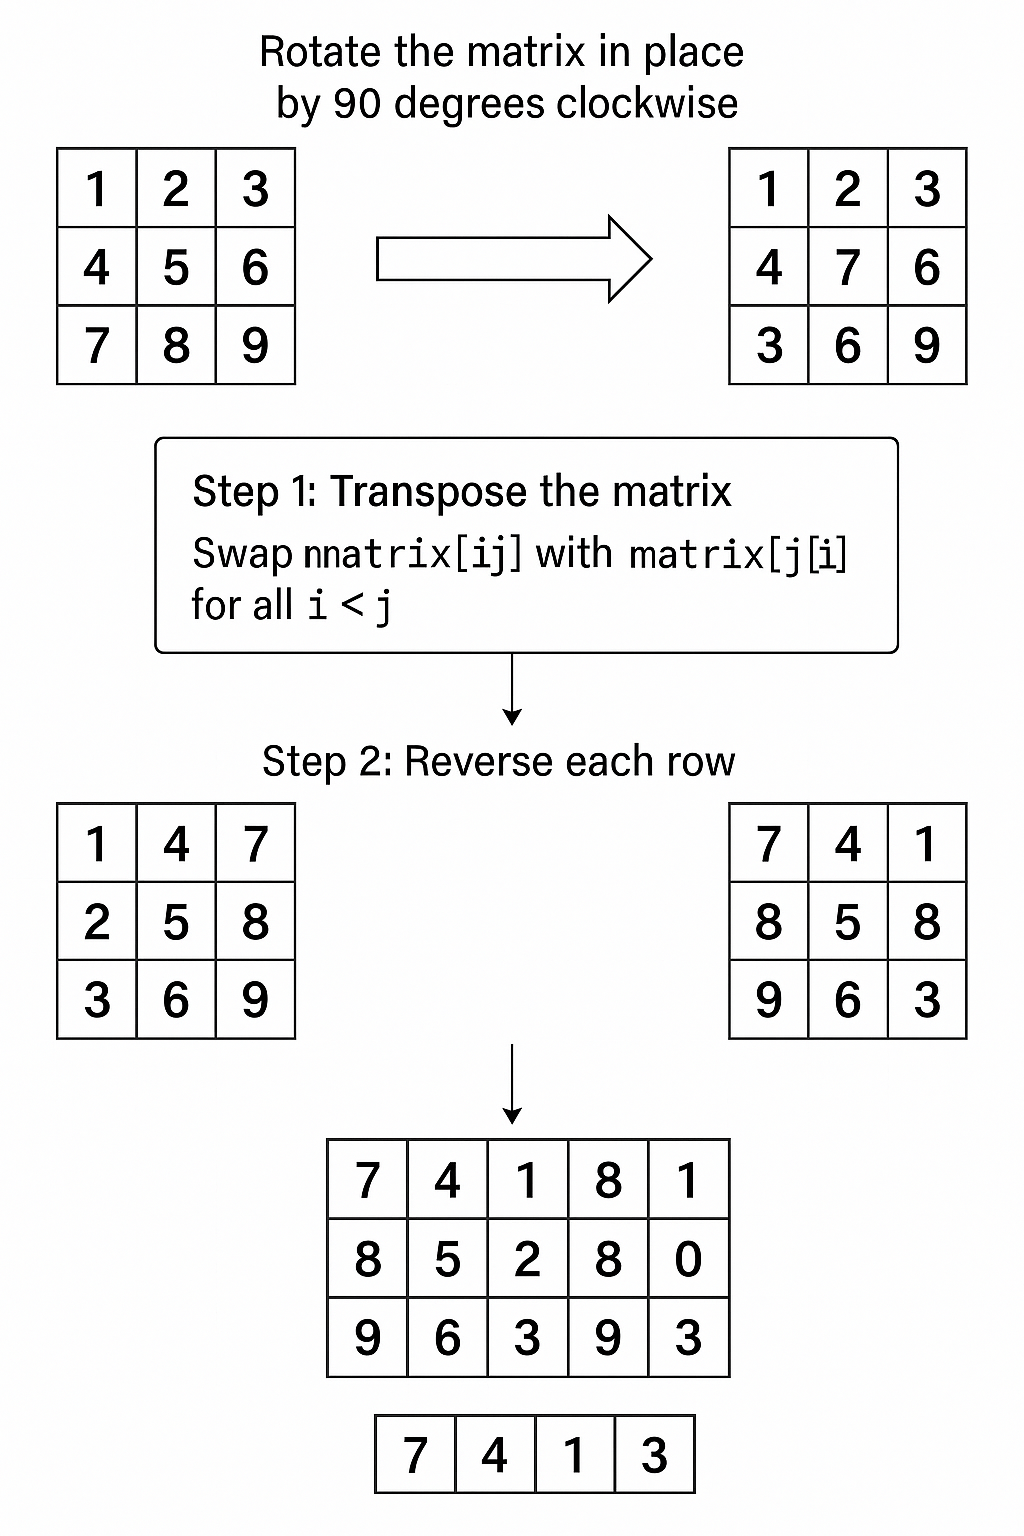 Rotate the matrix in place
by 90 degrees clockwise
1 2 3
4 5 6
7 8 9
1 2 3
4 7 6
3 6 9
Step 1: Transpose the matrix
Swap nnatrix[ij] with matrix[j[i]
for all i < j
Step 2: Reverse each row
1 4 7
2 5 8
3 6 9
7 4 1
8 5 8
9 6 3
7 4 1 8 1
8 5 2 8 0
9 6 3 9 3
7 4 1 3